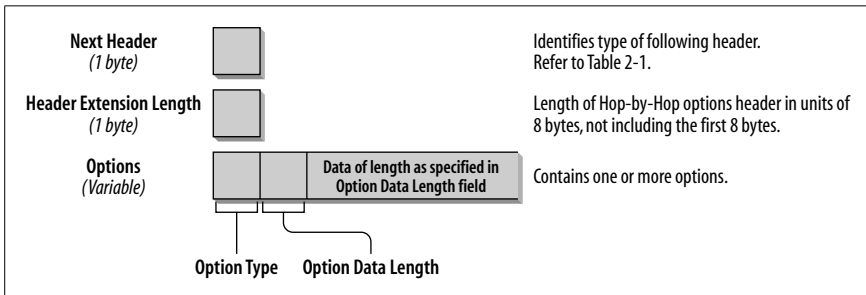 Next Header
(1 byte)
Identifies type of following header.
Refer to Table 2-1.
Header Extension Length
(1 byte)
Length of Hop-by-Hop options header in units of
8 bytes, not including the first 8 bytes.
Options
(Variable)
Data of length as specified in
Option Data Length field
Contains one or more options.
Option Type
Option Data Length